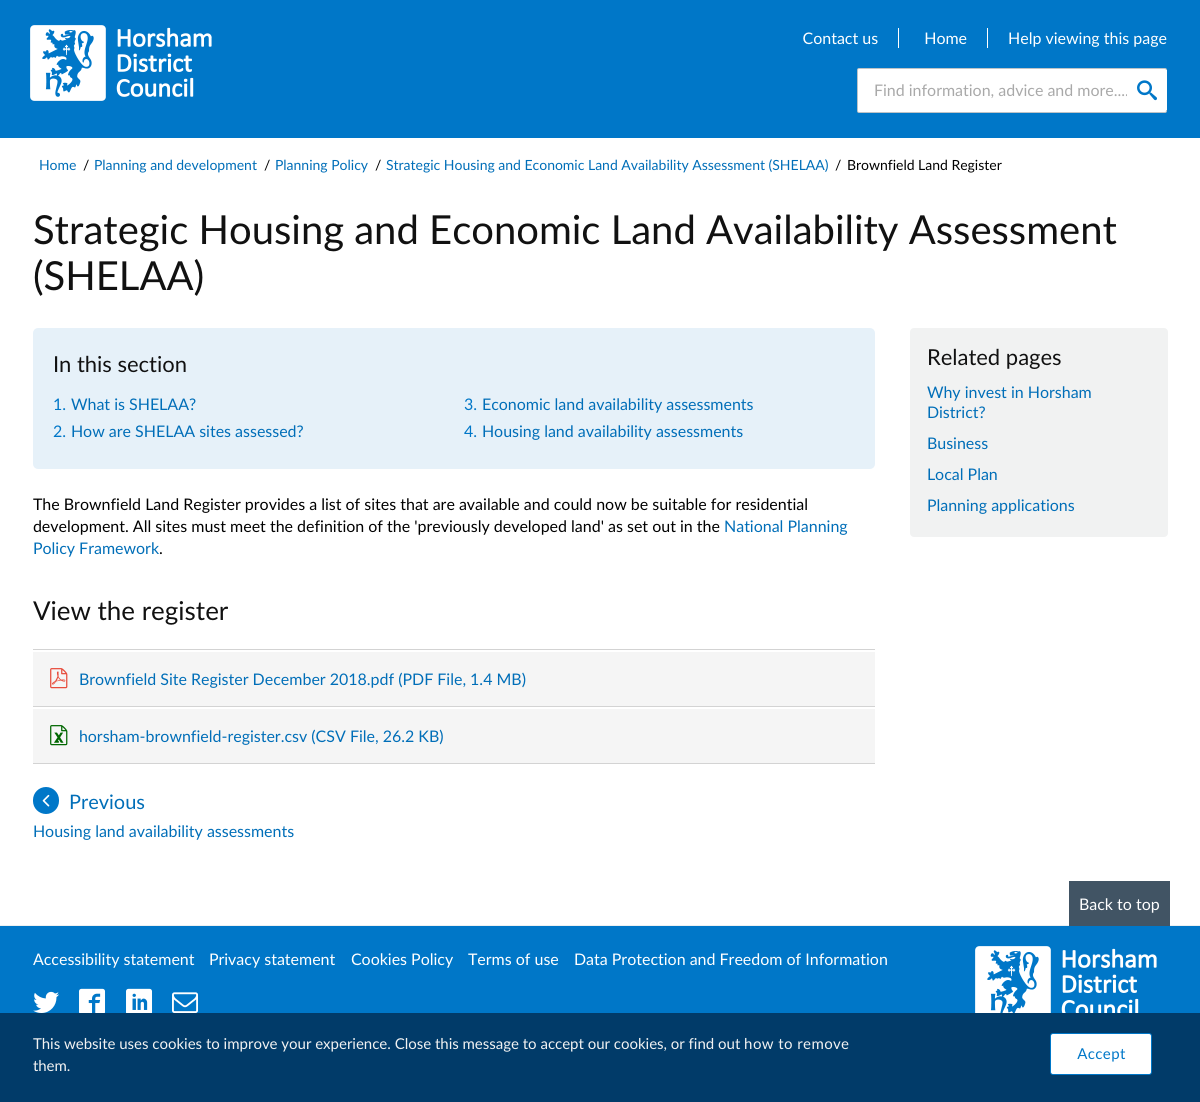 Horsham
District
Council
Contact us
Home
Help viewing this page
Find information, advice and more....
Home / Planning and development / Planning Policy / Strategic Housing and Economic Land Availability Assessment (SHELAA) / Brownfield Land Register
Strategic Housing and Economic Land Availability Assessment
(SHELAA)
In this section
1. What is SHELAA?
2. How are SHELAA sites assessed?
3. Economic land availability assessments
4. Housing land availability assessments
Related pages
Why invest in Horsham
District?
Business
Local Plan
Planning applications
The Brownfield Land Register provides a list of sites that are available and could now be suitable for residential
development. All sites must meet the definition of the 'previously developed land' as set out in the National Planning
Policy Framework.
View the register
Brownfield Site Register December 2018.pdf (PDF File, 1.4 MB)
horsham-brownfield-register.csv (CSV File, 26.2 KB)
Previous
Housing land availability assessments
Back to top
Accessibility statement Privacy statement Cookies Policy Terms of use Data Protection and Freedom of Information
Horsham
District
Council
This website uses cookies to improve your experience. Close this message to accept our cookies, or find out how to remove
them.
Accept